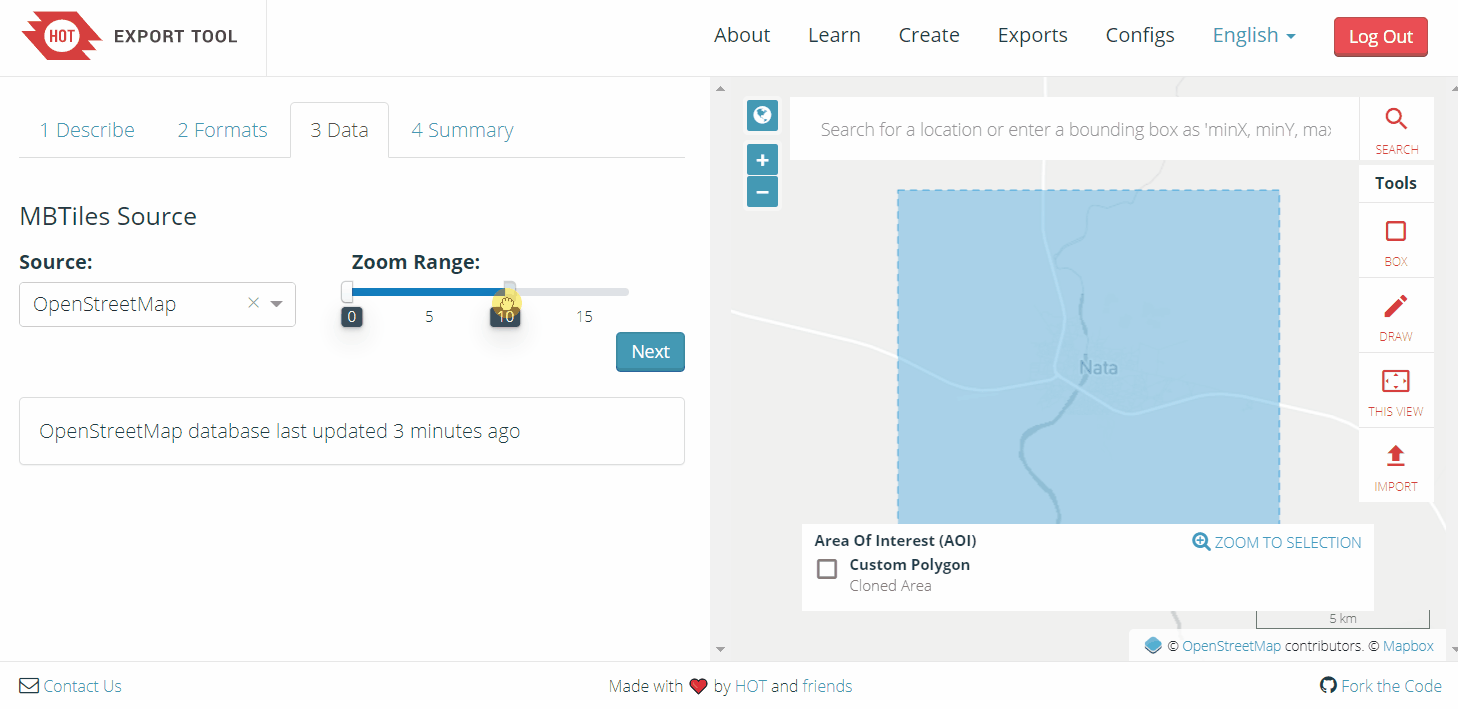 HOT EXPORT TOOL
About Learn Create Exports Configs English Log Out
1 Describe 2 Formats 3 Data 4 Summary
MBTiles Source
Source: Zoom Range:
OpenStreetMap
0 5 10 15
Next
OpenStreetMap database last updated 3 minutes ago
+
−
Search for a location or enter a bounding box as 'minX, minY, max
SEARCH
Tools
BOX
DRAW
THIS VIEW
IMPORT
Nata
Area Of Interest (AOI) ZOOM TO SELECTION
Custom Polygon
Cloned Area
5 km
© OpenStreetMap contributors. © Mapbox
Contact Us Made with ❤ by HOT and friends Fork the Code